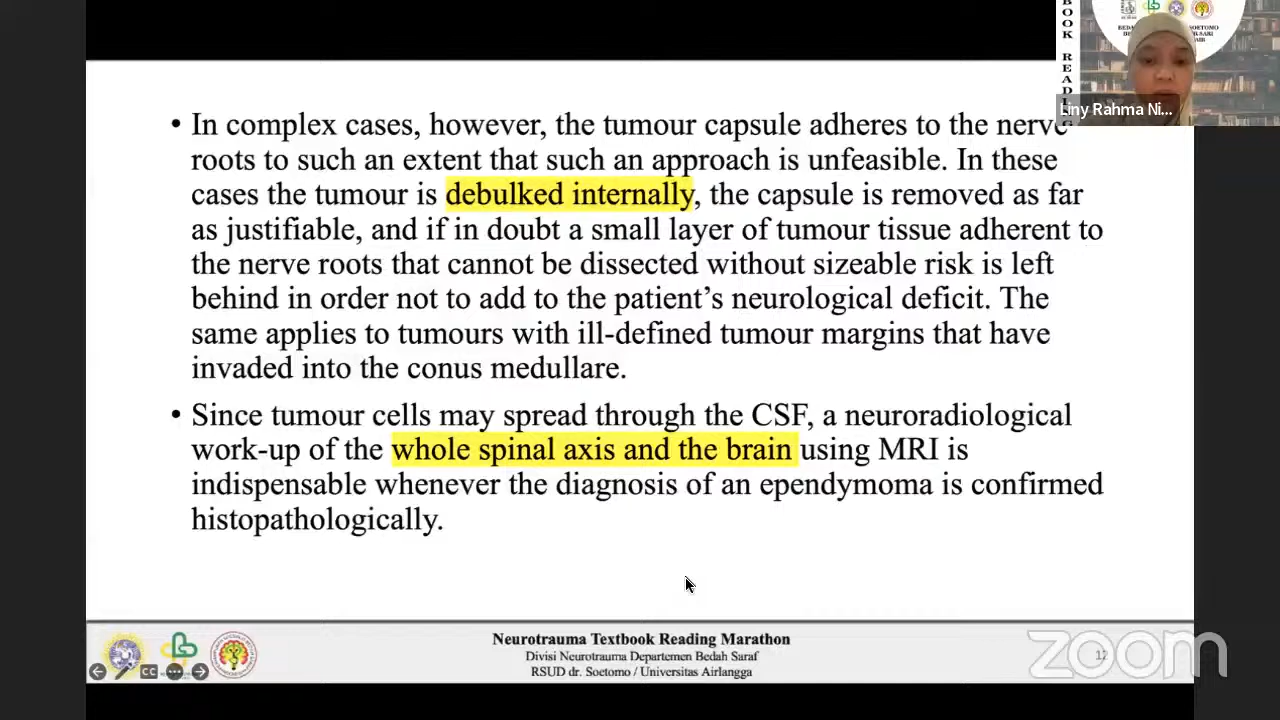 • In complex cases, however, the tumour capsule adheres to the nerve
roots to such an extent that such an approach is unfeasible. In these
cases the tumour is debulked internally, the capsule is removed as far
as justifiable, and if in doubt a small layer of tumour tissue adherent to
the nerve roots that cannot be dissected without sizeable risk is left
behind in order not to add to the patient’s neurological deficit. The
same applies to tumours with ill-defined tumour margins that have
invaded into the conus medullare.
• Since tumour cells may spread through the CSF, a neuroradiological
work-up of the whole spinal axis and the brain using MRI is
indispensable whenever the diagnosis of an ependymoma is confirmed
histopathologically.
Liny Rahma Ni...
Neurotrauma Textbook Reading Marathon
Divisi Neurotrauma Departemen Bedah Saraf
RSUD dr. Soetomo / Universitas Airlangga
CC
12
zoom